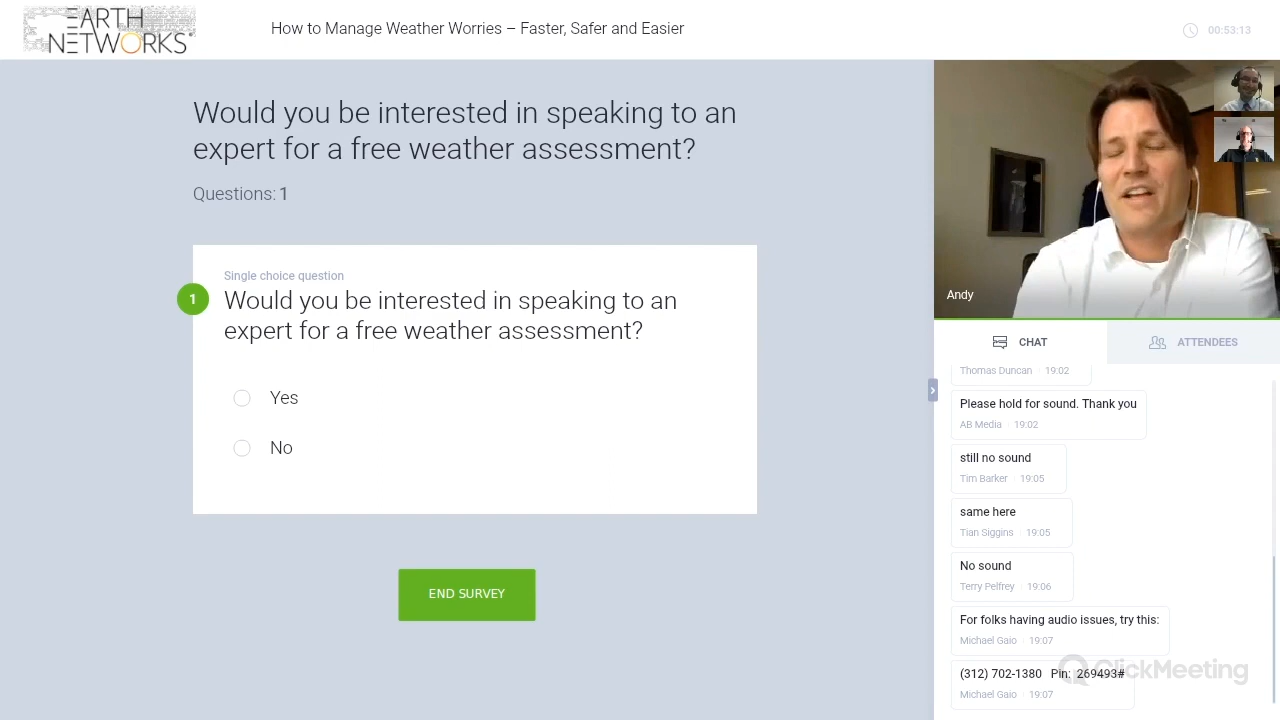 EARTH
NETWORKS
How to Manage Weather Worries – Faster, Safer and Easier
00:53:13
Would you be interested in speaking to an
expert for a free weather assessment?
Questions: 1
Single choice question
1
Would you be interested in speaking to an
expert for a free weather assessment?
Yes
No
END SURVEY
Andy
CHAT
ATTENDEES
Thomas Duncan 19:02
Please hold for sound. Thank you
AB Media 19:02
still no sound
Tim Barker 19:05
same here
Tian Siggins 19:05
No sound
Terry Pelfrey 19:06
For folks having audio issues, try this:
Michael Gaio 19:07
(312) 702-1380 Pin: 269493#
Michael Gaio 19:07
ClickMeeting